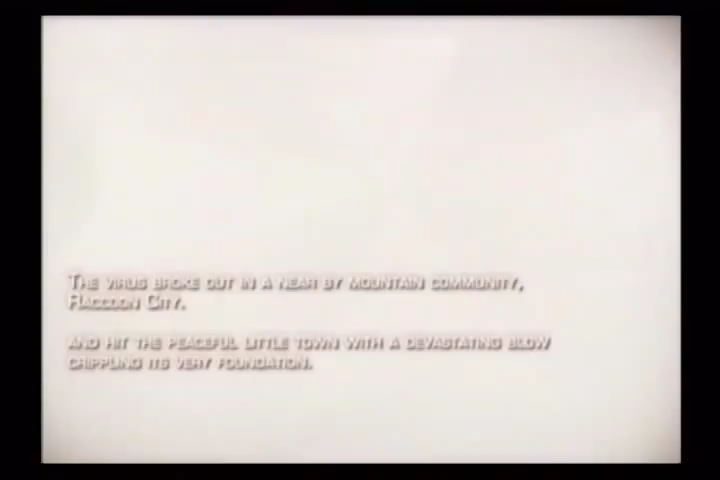 The virus broke out in a near by mountain community,
Raccoon City.
and hit the peaceful little town with a devastating blow
crippling its very foundation.